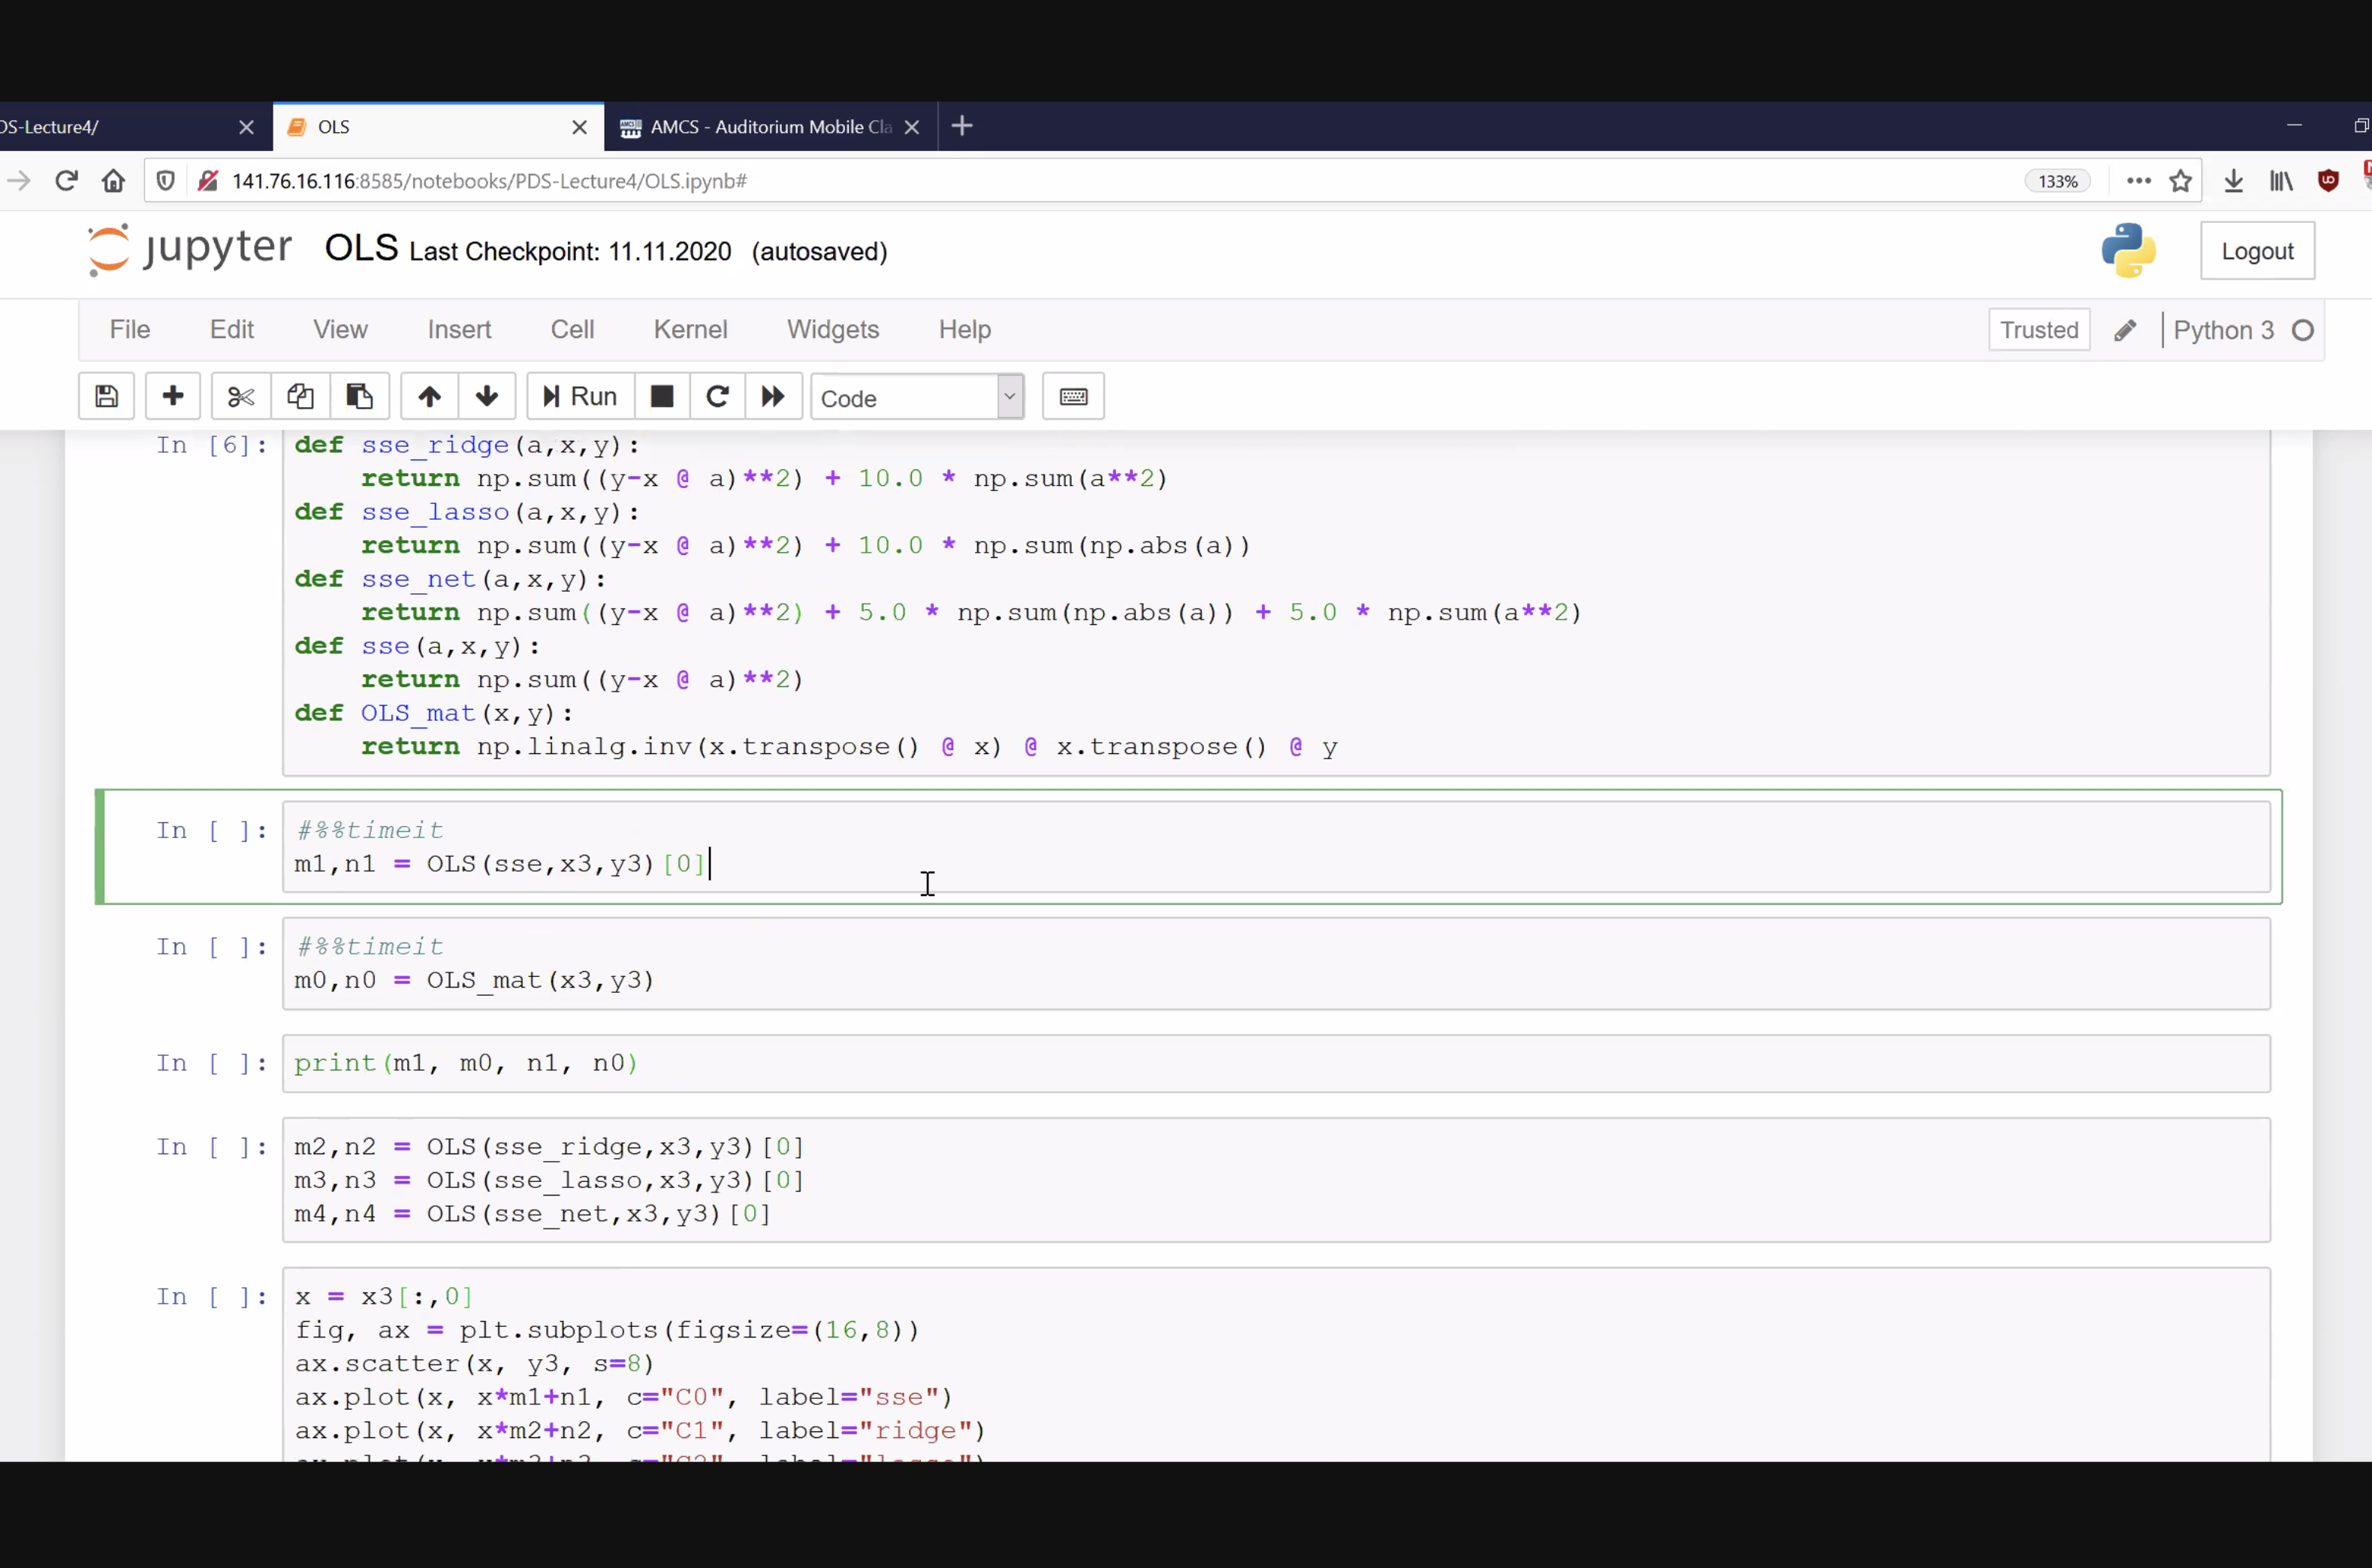 DS-Lecture4/
OLS
AMCS - Auditorium Mobile Cla
141.76.16.116:8585/notebooks/PDS-Lecture4/OLS.ipynb#
133%
jupyter OLS Last Checkpoint: 11.11.2020 (autosaved)
Logout
File Edit View Insert Cell Kernel Widgets Help
Trusted
Python 3
Run
Code
In [6]: def sse_ridge(a,x,y):
    return np.sum((y-x @ a)**2) + 10.0 * np.sum(a**2)
def sse_lasso(a,x,y):
    return np.sum((y-x @ a)**2) + 10.0 * np.sum(np.abs(a))
def sse_net(a,x,y):
    return np.sum((y-x @ a)**2) + 5.0 * np.sum(np.abs(a)) + 5.0 * np.sum(a**2)
def sse(a,x,y):
    return np.sum((y-x @ a)**2)
def OLS_mat(x,y):
    return np.linalg.inv(x.transpose() @ x) @ x.transpose() @ y
In [ ]: #%%timeit
m1,n1 = OLS(sse,x3,y3)[0]
In [ ]: #%%timeit
m0,n0 = OLS_mat(x3,y3)
In [ ]: print(m1, m0, n1, n0)
In [ ]: m2,n2 = OLS(sse_ridge,x3,y3)[0]
m3,n3 = OLS(sse_lasso,x3,y3)[0]
m4,n4 = OLS(sse_net,x3,y3)[0]
In [ ]: x = x3[:,0]
fig, ax = plt.subplots(figsize=(16,8))
ax.scatter(x, y3, s=8)
ax.plot(x, x*m1+n1, c="C0", label="sse")
ax.plot(x, x*m2+n2, c="C1", label="ridge")